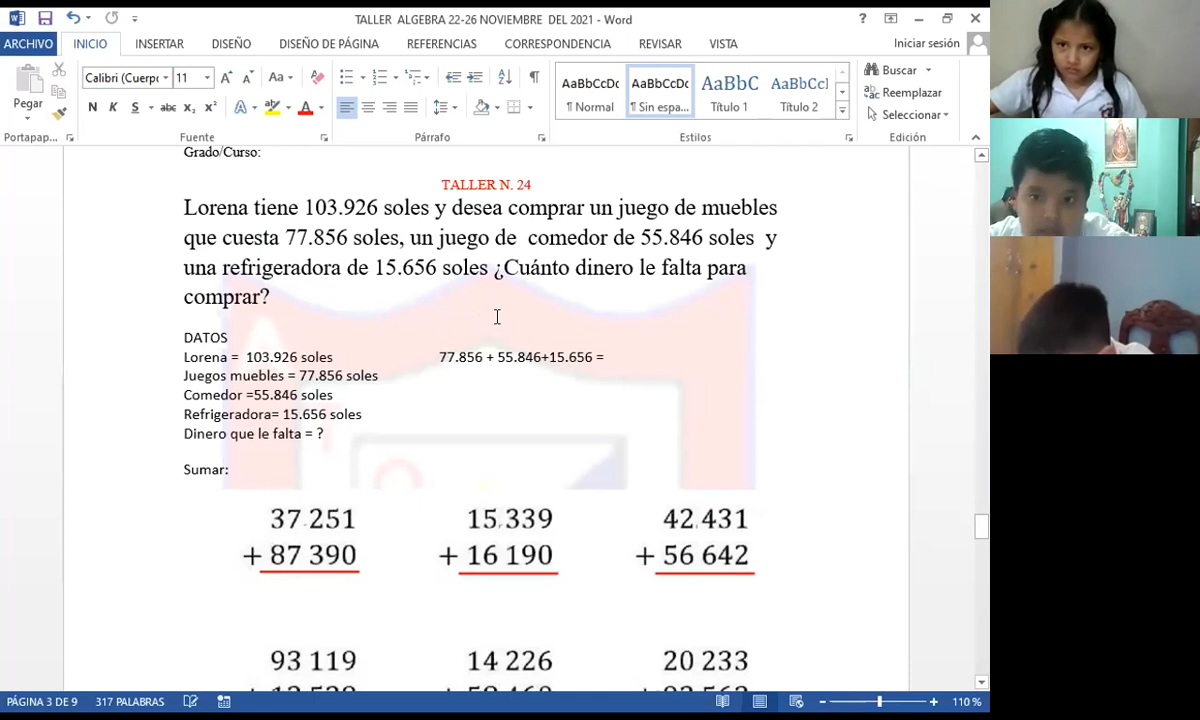 TALLER ALGEBRA 22-26 NOVIEMBRE DEL 2021 - Word
ARCHIVO INICIO INSERTAR DISEÑO DISEÑO DE PÁGINA REFERENCIAS CORRESPONDENCIA REVISAR VISTA Iniciar sesión
Calibri (Cuerpo 11
Pegar
N K S abc x₂ x²
AaBbCcDc AaBbCcDc AaBbC AaBbCcl
¶ Normal ¶ Sin espa... Título 1 Título 2
Buscar
Reemplazar
Seleccionar
Portapap... Fuente Párrafo Estilos Edición
Grado/Curso:
TALLER N. 24
Lorena tiene 103.926 soles y desea comprar un juego de muebles
que cuesta 77.856 soles, un juego de comedor de 55.846 soles y
una refrigeradora de 15.656 soles ¿Cuánto dinero le falta para
comprar?
DATOS
Lorena = 103.926 soles 77.856 + 55.846+15.656 =
Juegos muebles = 77.856 soles
Comedor =55.846 soles
Refrigeradora= 15.656 soles
Dinero que le falta = ?
Sumar:
37 251 15 339 42 431
+ 87 390 + 16 190 + 56 642
93 119 14 226 20 233
PÁGINA 3 DE 9 317 PALABRAS 110 %